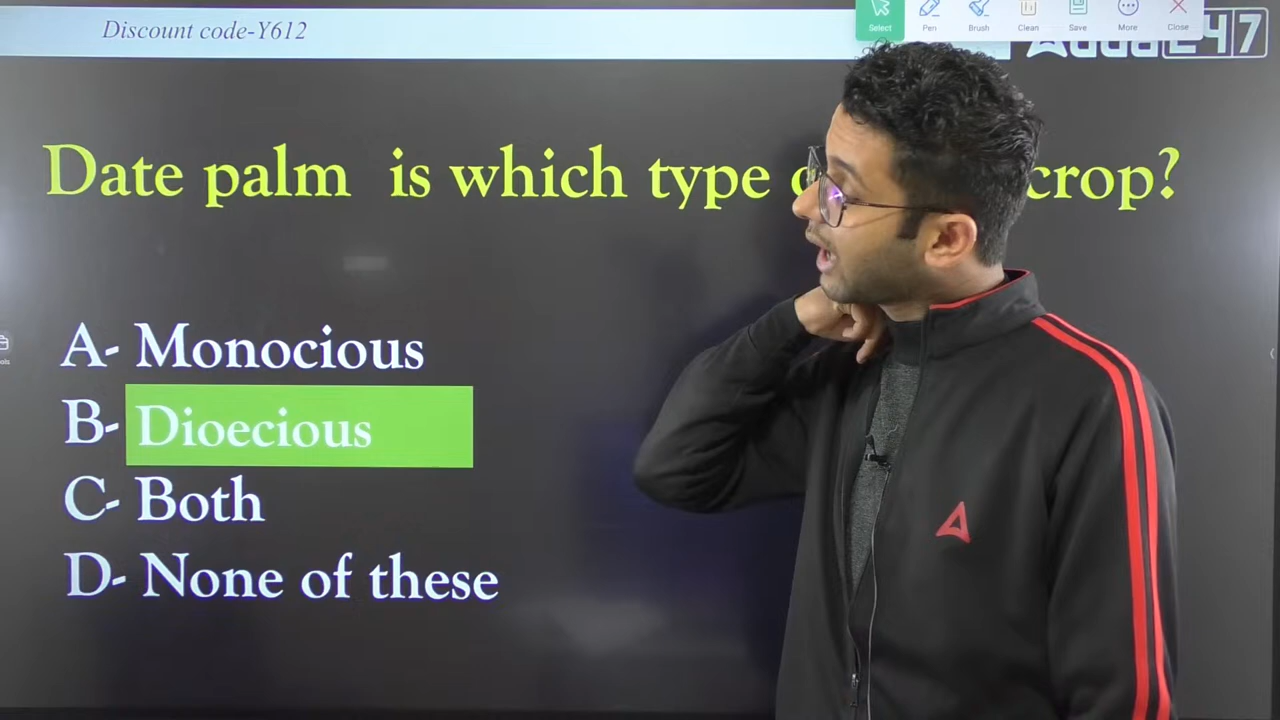 Discount code-Y612
Select
Pen
Brush
Clean
Save
More
Close
Date palm is which type crop?
A- Monocious
B- Dioecious
C- Both
D- None of these